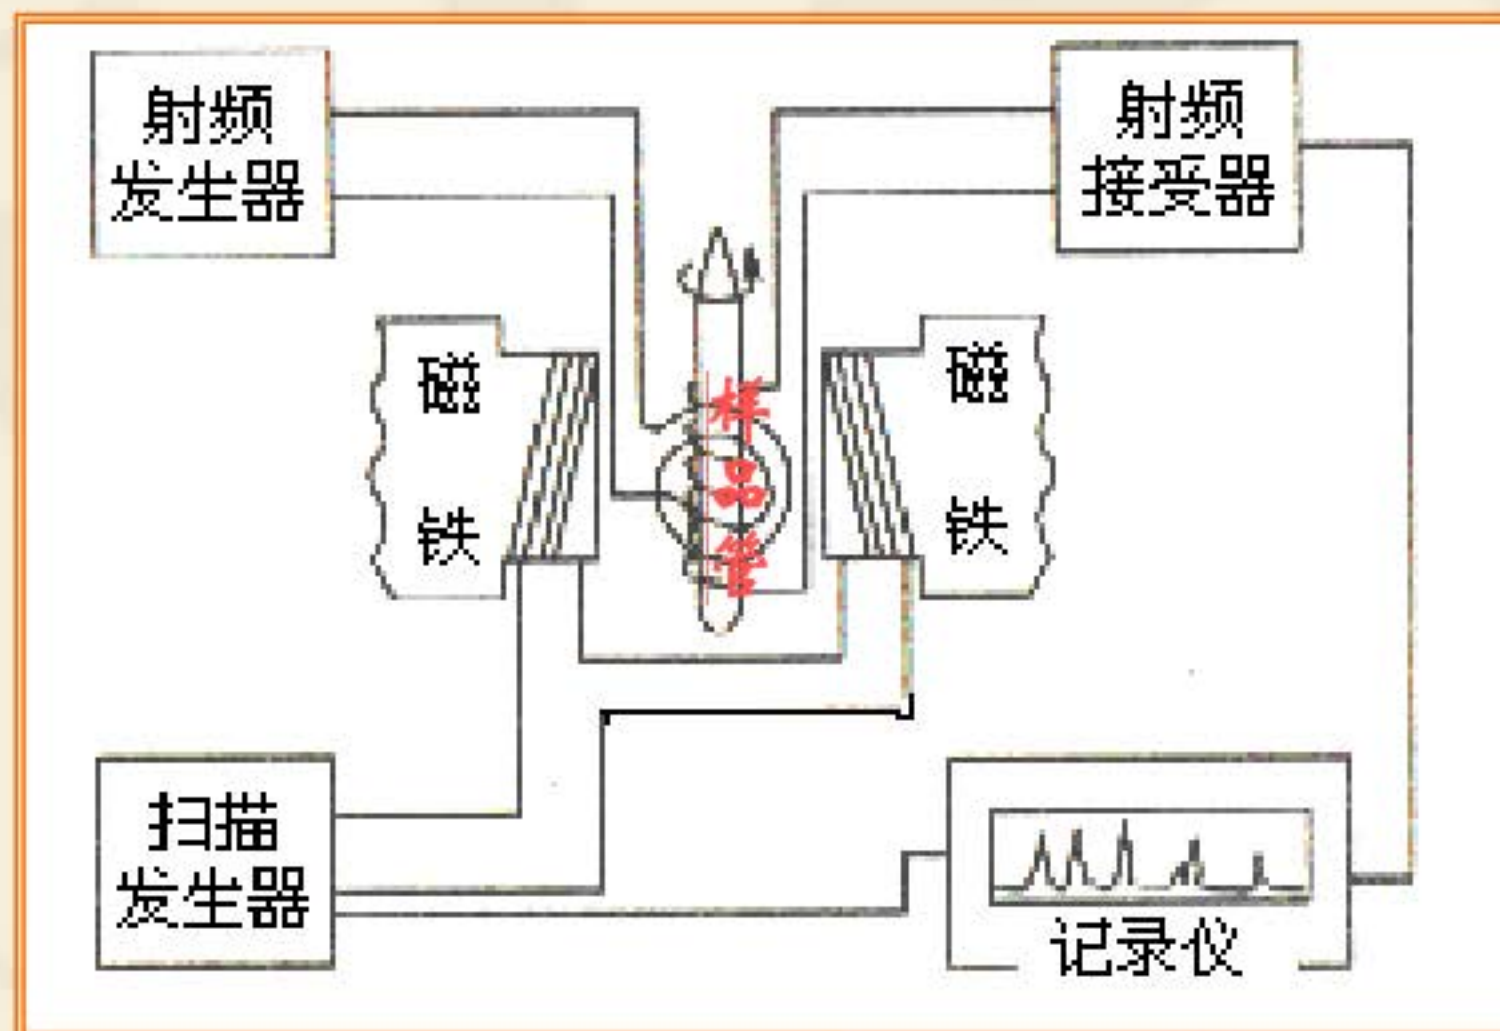 射频
发生器
射频
接受器
磁
铁
样
品
管
磁
铁
扫描
发生器
记录仪